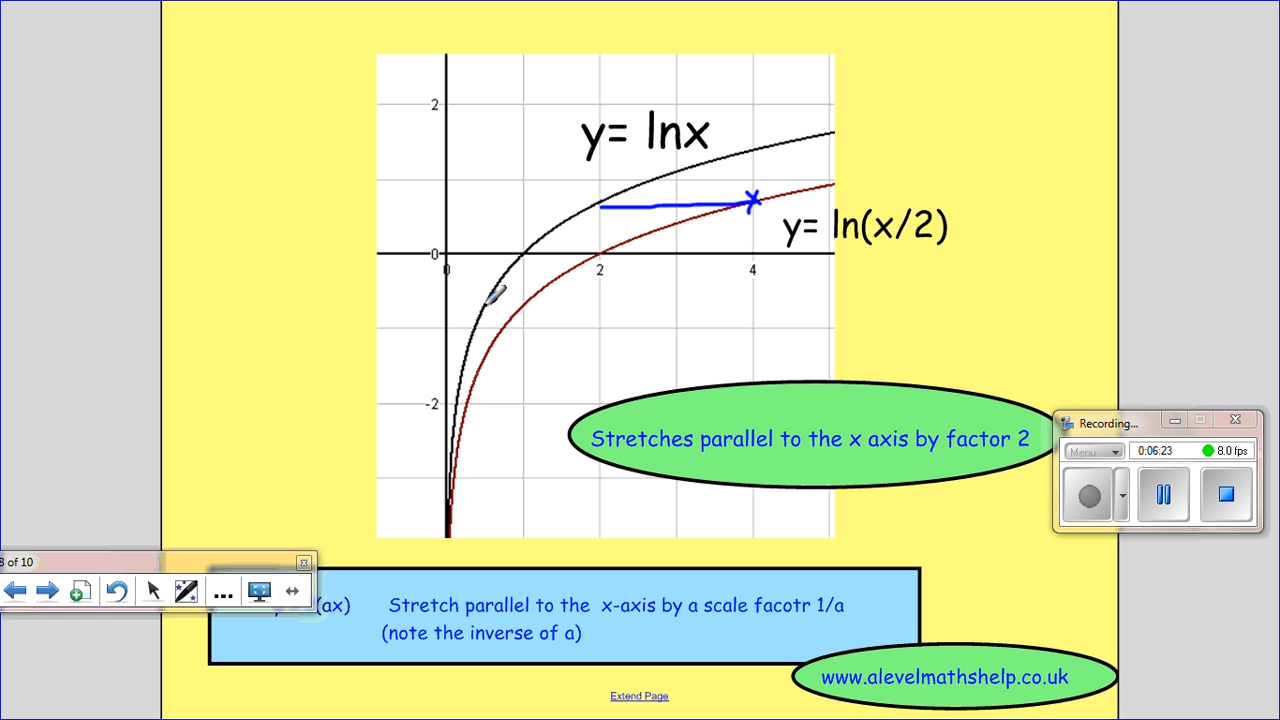 2
y= lnx
y= ln(x/2)
0
0
2
4
-2
Stretches parallel to the x axis by factor 2
Recording...
Menu
0:06:23
8.0 fps
8 of 10
(ax) Stretch parallel to the x-axis by a scale facotr 1/a
(note the inverse of a)
www.alevelmathshelp.co.uk
Extend Page